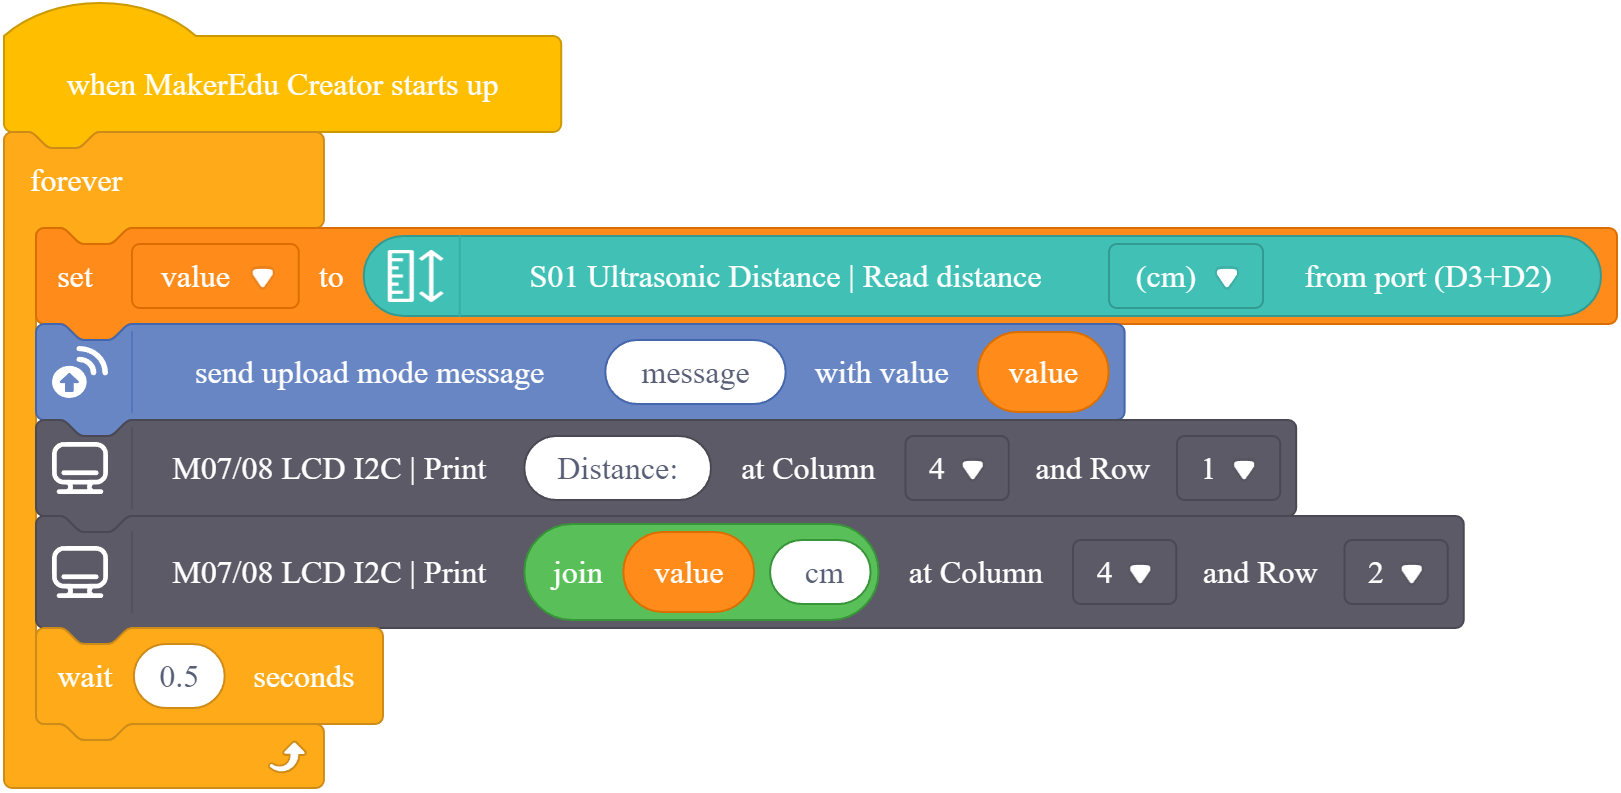 when MakerEdu Creator starts up
forever
set value to S01 Ultrasonic Distance | Read distance (cm) from port (D3+D2)
send upload mode message message with value value
M07/08 LCD I2C | Print Distance: at Column 4 and Row 1
M07/08 LCD I2C | Print join value cm at Column 4 and Row 2
wait 0.5 seconds